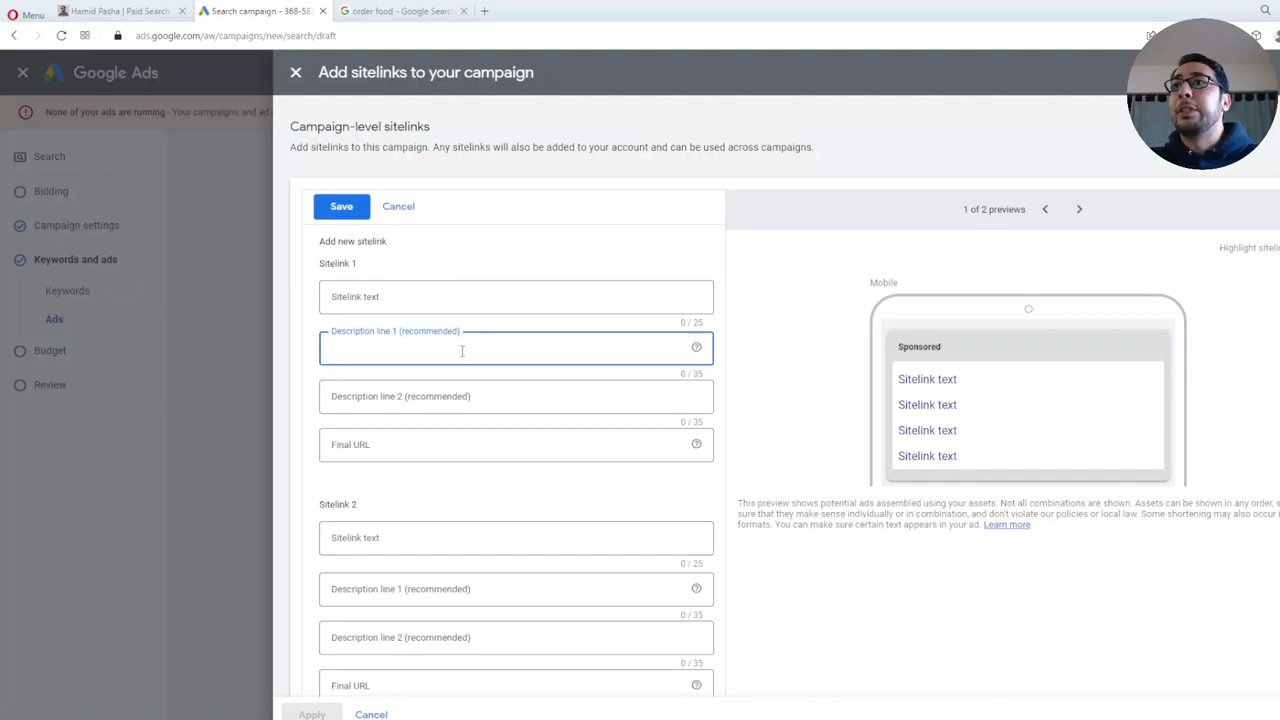 Menu
Hamid Pasha | Paid Search
Search campaign - 368-58
order food - Google Sear
ads.google.com/aw/campaigns/new/search/draft
Google Ads
Add sitelinks to your campaign
None of your ads are running - Your campaigns and ad
Campaign-level sitelinks
Add sitelinks to this campaign. Any sitelinks will also be added to your account and can be used across campaigns.
Search
Bidding
Campaign settings
Keywords and ads
Keywords
Ads
Budget
Review
Save
Cancel
Add new sitelink
Sitelink 1
Sitelink text
0 / 25
Description line 1 (recommended)
0 / 35
Description line 2 (recommended)
0 / 35
Final URL
Sitelink 2
Sitelink text
0 / 25
Description line 1 (recommended)
0 / 35
Description line 2 (recommended)
0 / 35
Final URL
Apply
Cancel
1 of 2 previews
Highlight siteli
Mobile
Sponsored
Sitelink text
Sitelink text
Sitelink text
Sitelink text
This preview shows potential ads assembled using your assets. Not all combinations are shown. Assets can be shown in any order, s
sure that they make sense individually or in combination, and don't violate our policies or local law. Some shortening may also occur i
formats. You can make sure certain text appears in your ad. Learn more